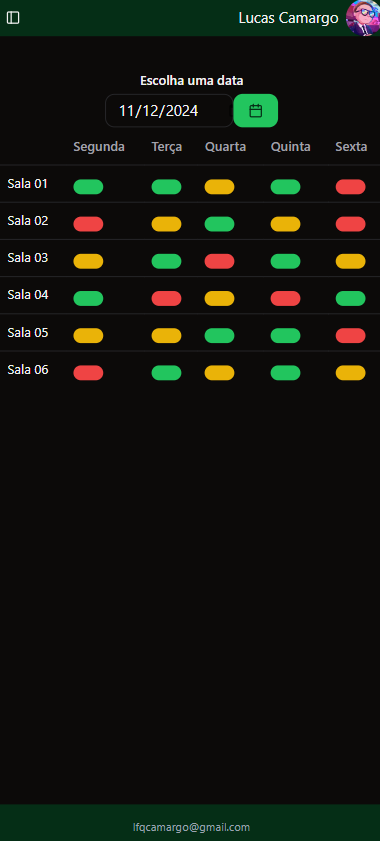 Lucas Camargo
Escolha uma data
11/12/2024
Segunda Terça Quarta Quinta Sexta
Sala 01
Sala 02
Sala 03
Sala 04
Sala 05
Sala 06
lfqcamargo@gmail.com